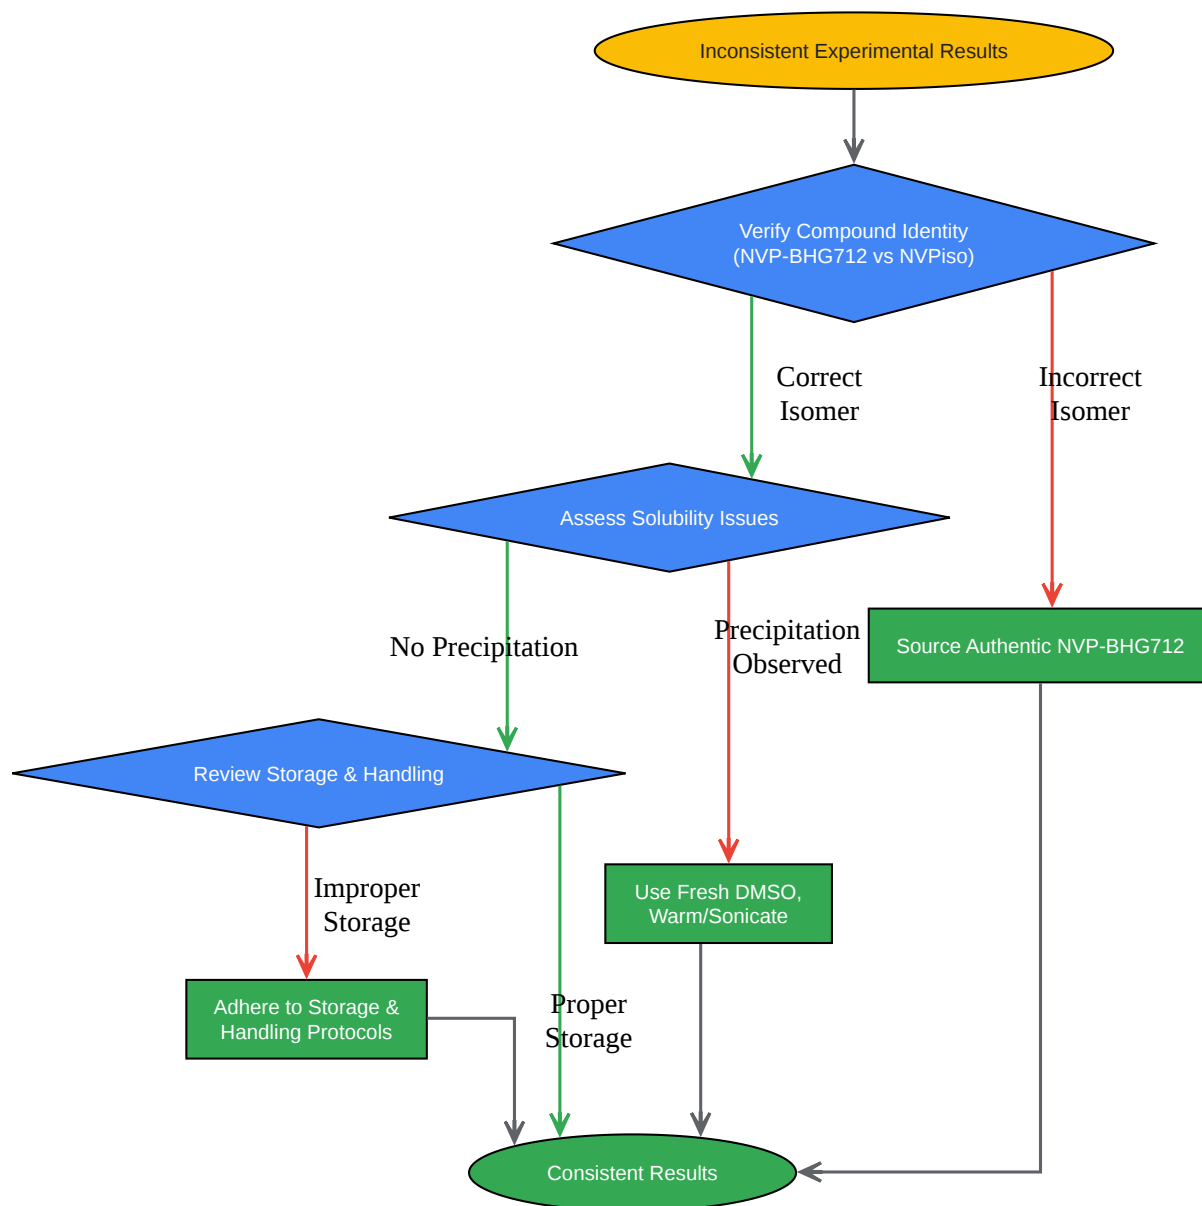 Inconsistent Experimental Results
Verify Compound Identity
(NVP-BHG712 vs NVPiso)
Correct
Isomer
Incorrect
Isomer
Assess Solubility Issues
No Precipitation
Precipitation
Observed
Source Authentic NVP-BHG712
Review Storage & Handling
Improper
Storage
Use Fresh DMSO,
Warm/Sonicate
Adhere to Storage &
Handling Protocols
Proper
Storage
Consistent Results